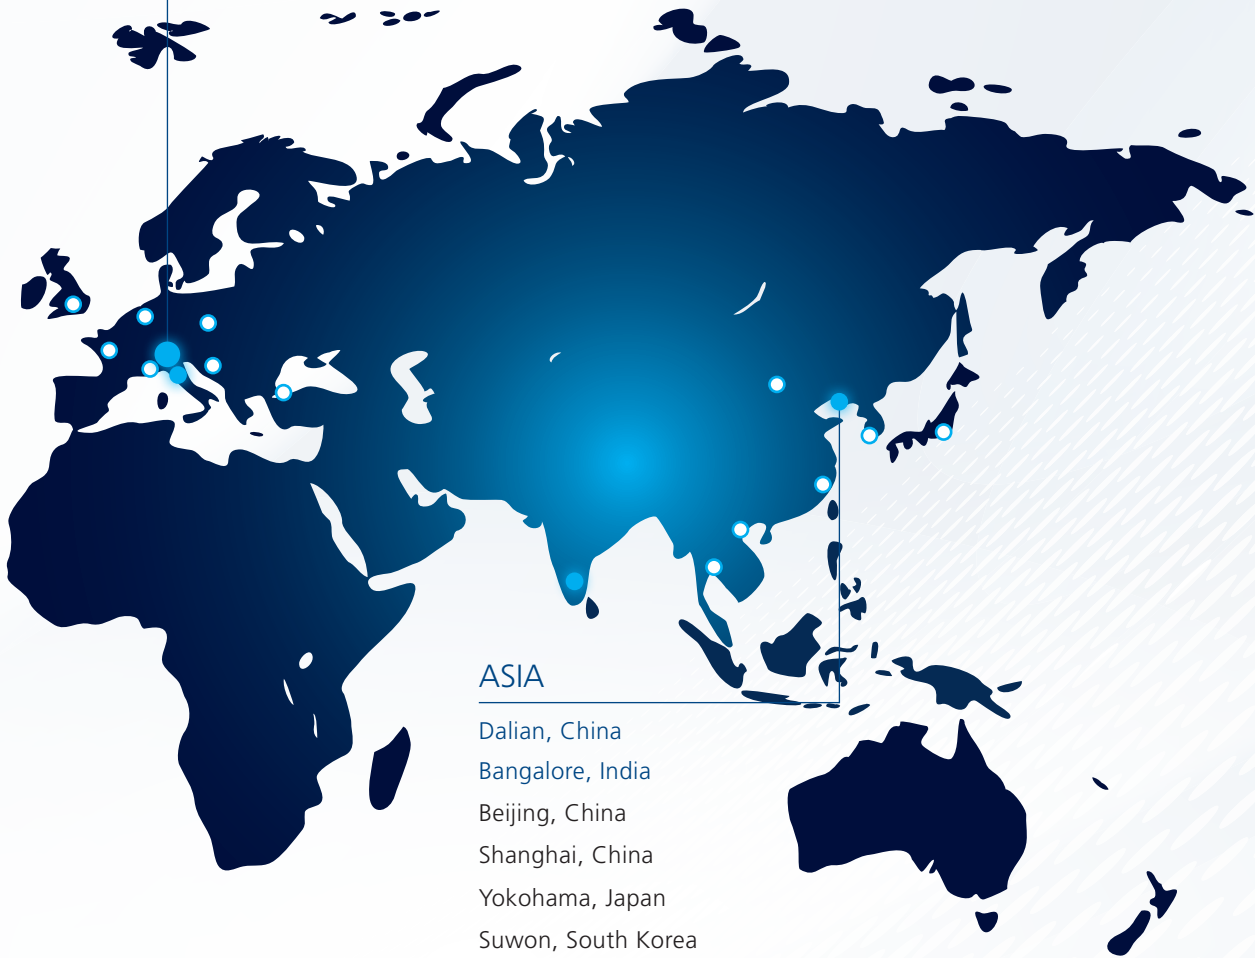 ASIA
Dalian, China
Bangalore, India
Beijing, China
Shanghai, China
Yokohama, Japan
Suwon, South Korea